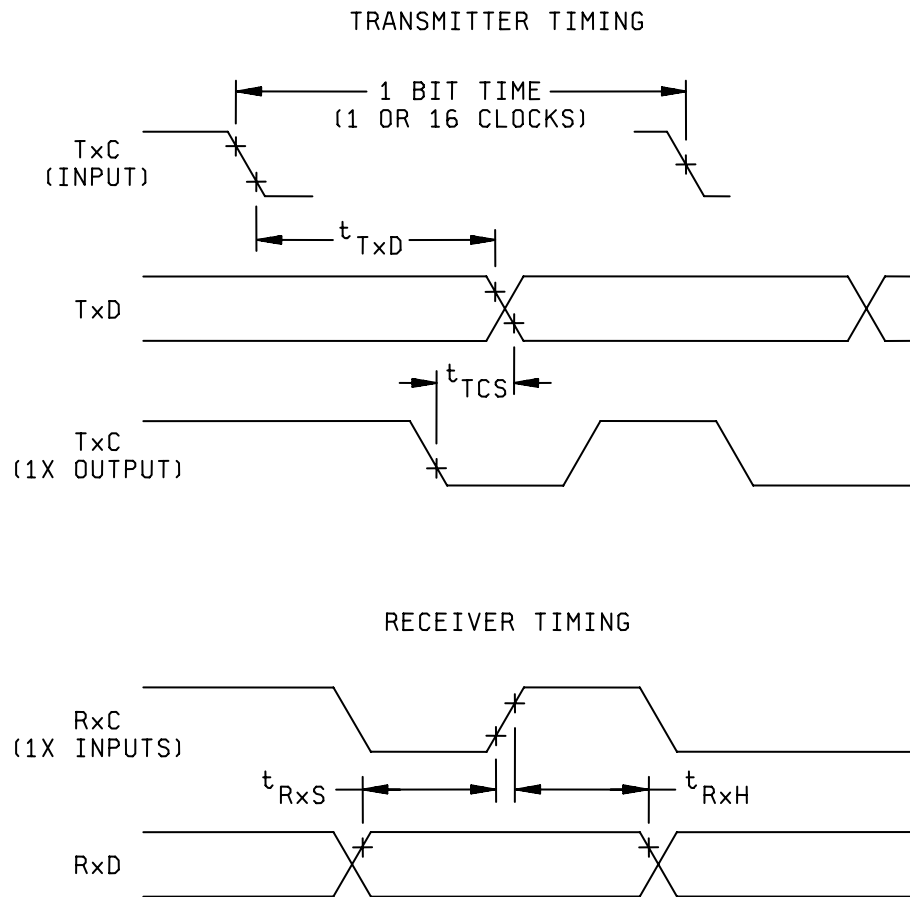 TRANSMITTER TIMING
1 BIT TIME
(1 OR 16 CLOCKS)
TxC
(INPUT)
tTxD
TxD
tTCS
TxC
(1X OUTPUT)
RECEIVER TIMING
RxC
(1X INPUTS)
tRxS
tRxH
RxD